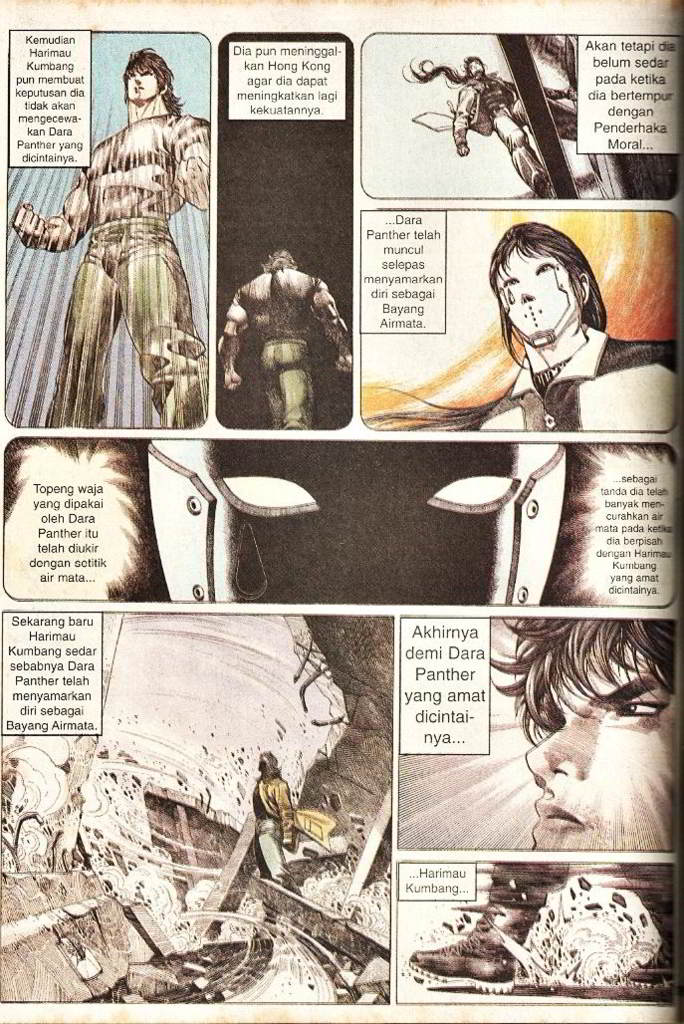 Kemudian
Harimau
Kumbang
pun membuat
keputusan dia
tidak akan
mengecewa-
kan Dara
Panther yang
dicintainya.
Dia pun meninggal-
kan Hong Kong
agar dia dapat
meningkatkan lagi
kekuatannya.
Akan tetapi dia
belum sedar
pada ketika
dia bertempur
dengan
Penderhaka
Moral...
...Dara
Panther telah
muncul
selepas
menyamarkan
diri sebagai
Bayang
Airmata.
Topeng waja
yang dipakai
oleh Dara
Panther itu
telah diukir
dengan setitik
air mata...
...sebagai
tanda dia telah
banyak men-
curahkan air
mata pada ketika
dia berpisah
dengan Harimau
Kumbang
yang amat
dicintainya.
Sekarang baru
Harimau
Kumbang sedar
sebabnya Dara
Panther telah
menyamarkan
diri sebagai
Bayang Airmata.
Akhirnya
demi Dara
Panther
yang amat
dicintai-
nya...
...Harimau
Kumbang...